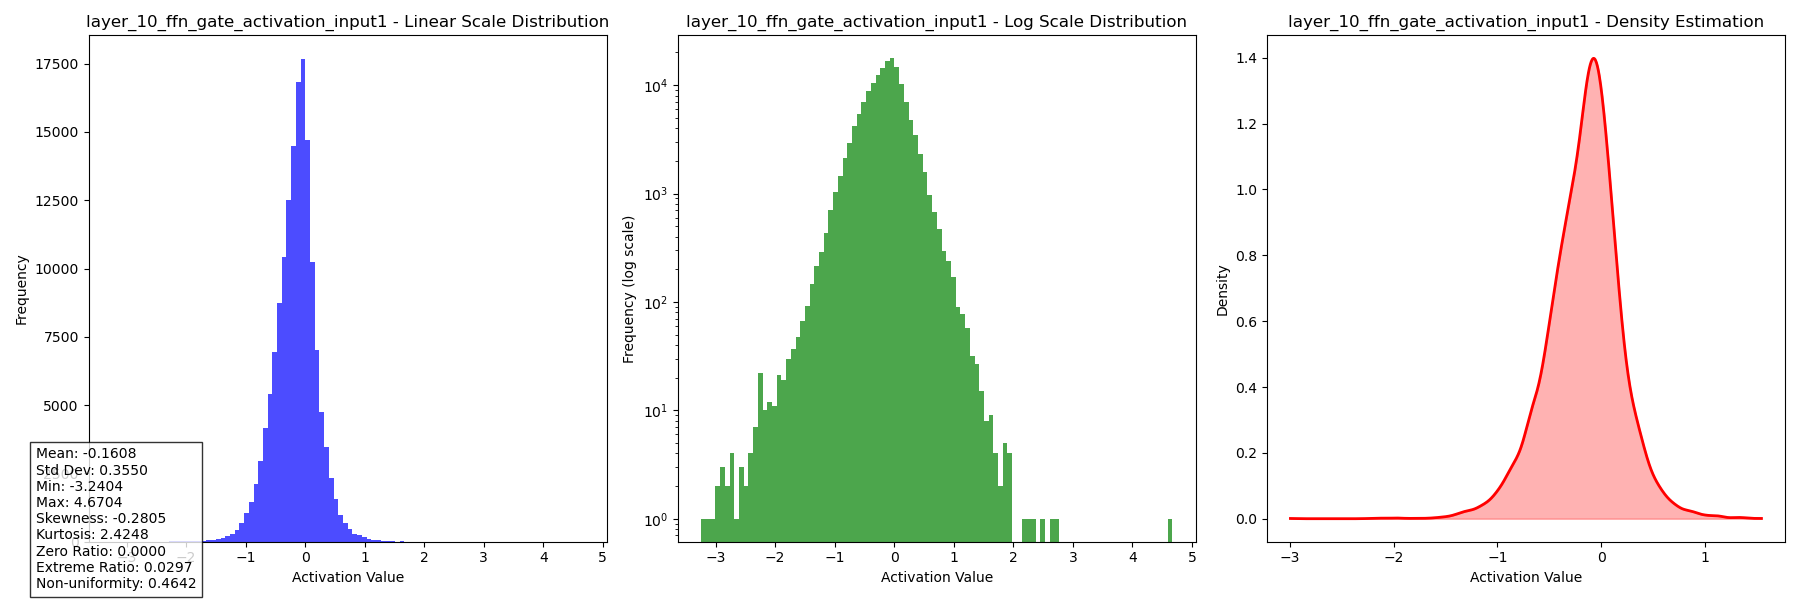 layer_10_ffn_gate_activation_input1 - Linear Scale Distribution
17500
15000
12500
10000
7500
5000
Frequency
−1
0
1
2
3
4
5
Activation Value
Mean: -0.1608
Std Dev: 0.3550
Min: -3.2404
Max: 4.6704
Skewness: -0.2805
Kurtosis: 2.4248
Zero Ratio: 0.0000
Extreme Ratio: 0.0297
Non-uniformity: 0.4642
layer_10_ffn_gate_activation_input1 - Log Scale Distribution
10⁴
10³
10²
10¹
10⁰
Frequency (log scale)
−3
−2
−1
0
1
2
3
4
5
Activation Value
layer_10_ffn_gate_activation_input1 - Density Estimation
1.4
1.2
1.0
0.8
0.6
0.4
0.2
0.0
Density
−3
−2
−1
0
1
Activation Value